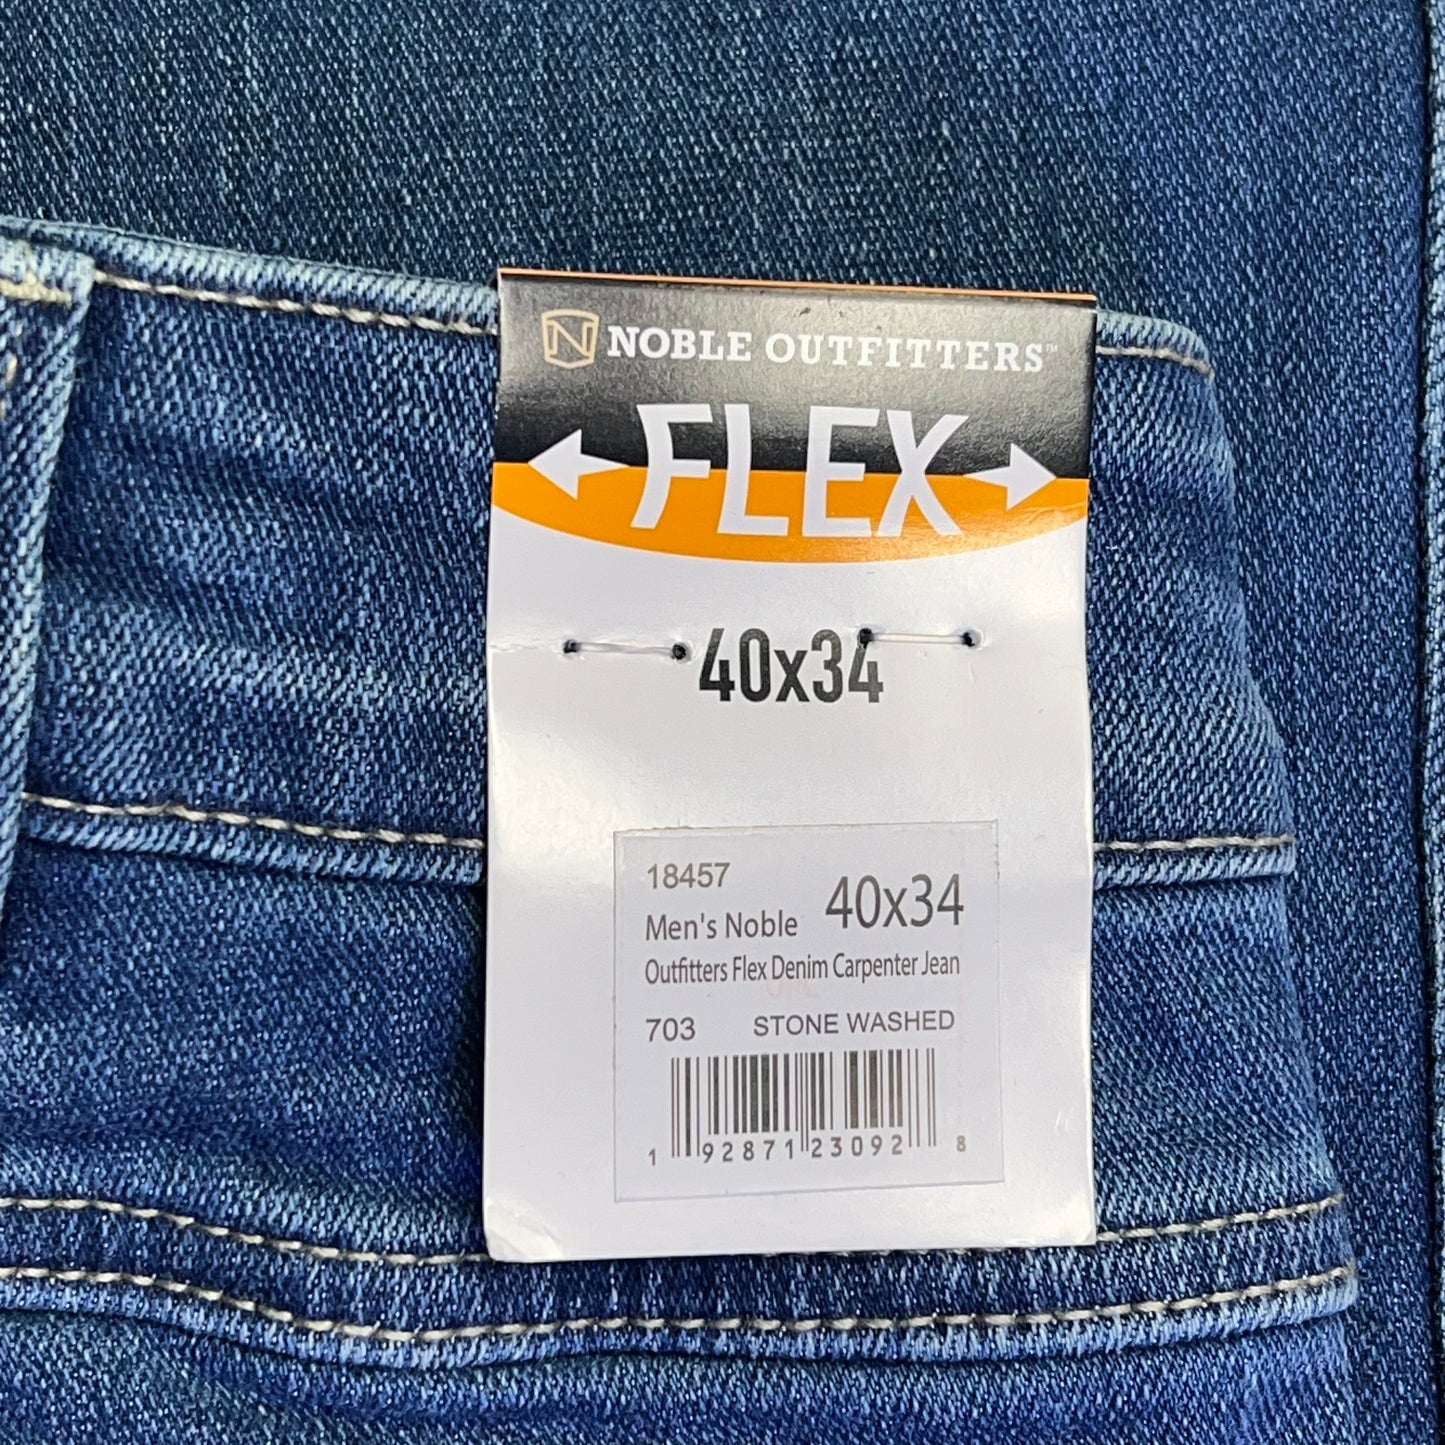 N NOBLE OUTFITTERS™
FLEX
40x34
18457
Men's Noble 40x34
Outfitters Flex Denim Carpenter Jean
703 STONE WASHED
1 92871 23092 8